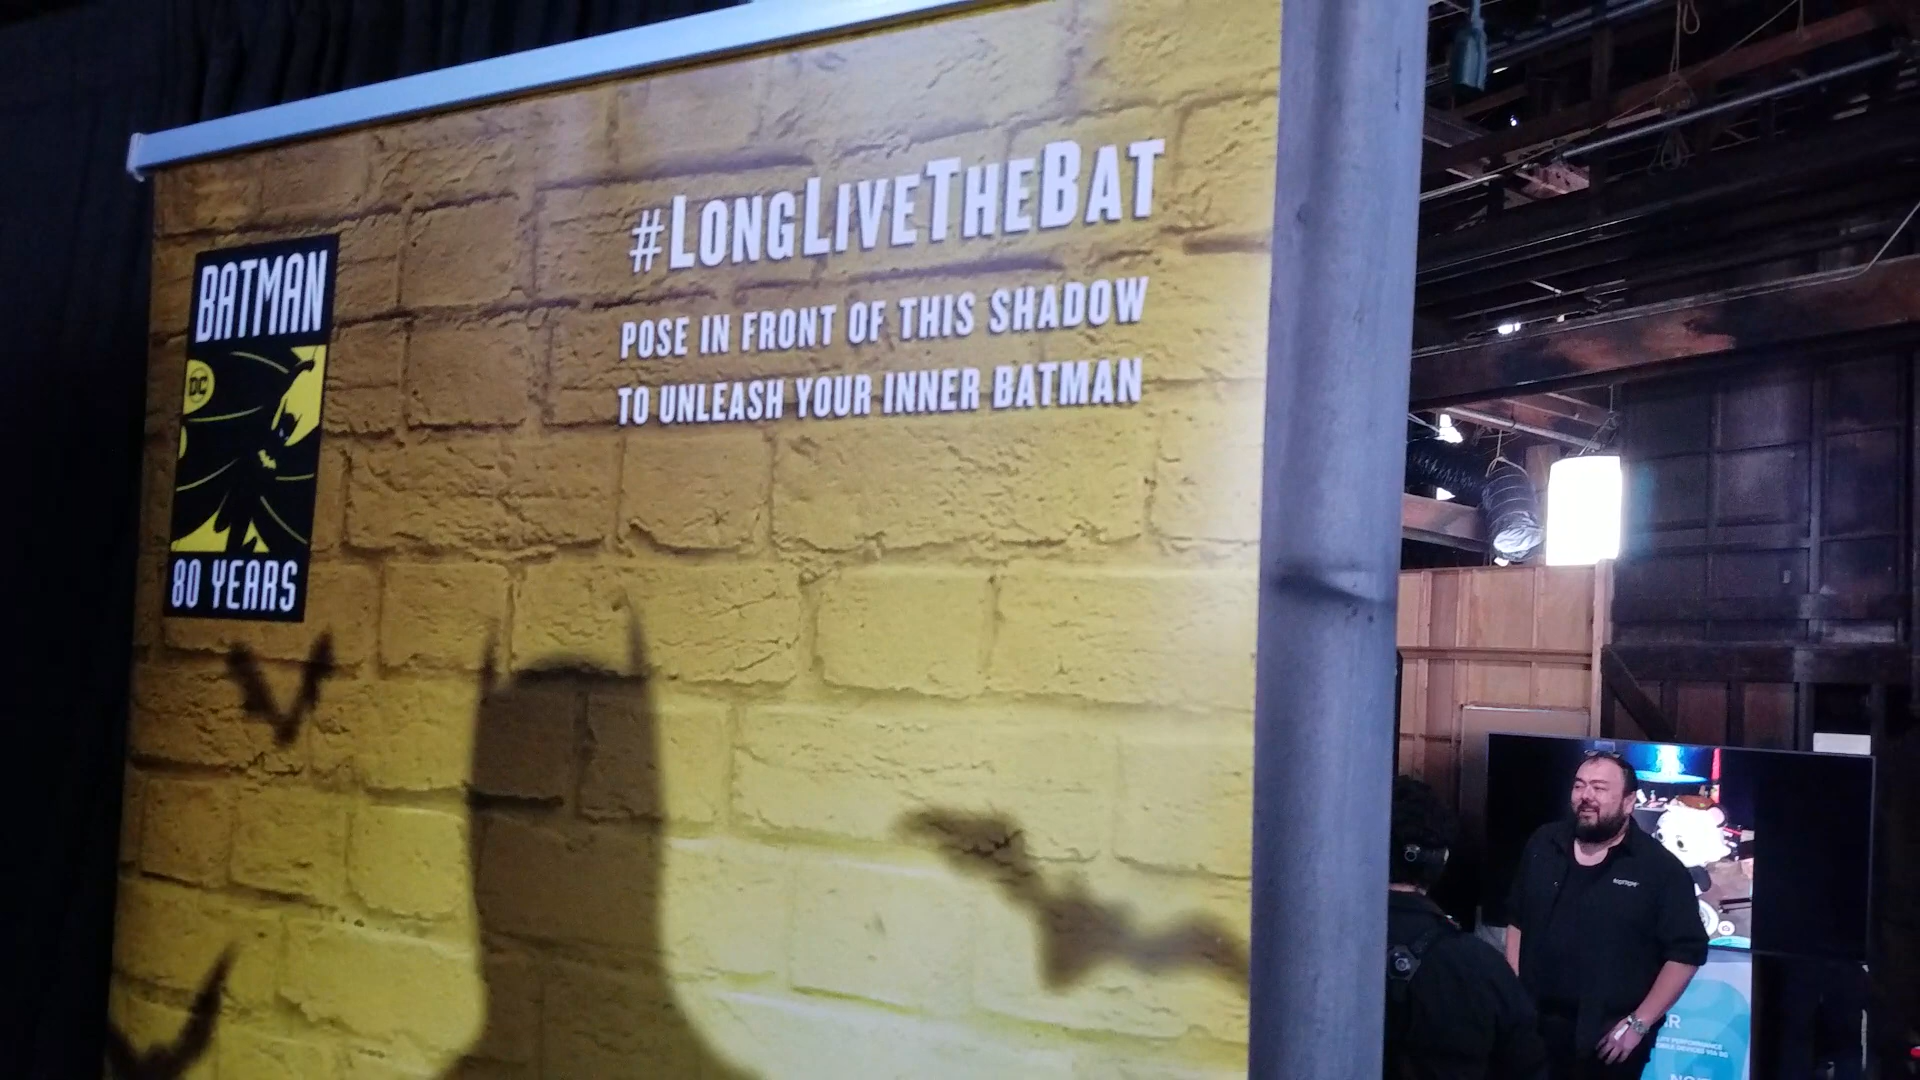 #LONGLIVETHEBAT
POSE IN FRONT OF THIS SHADOW
TO UNLEASH YOUR INNER BATMAN
BATMAN
DC
80 YEARS